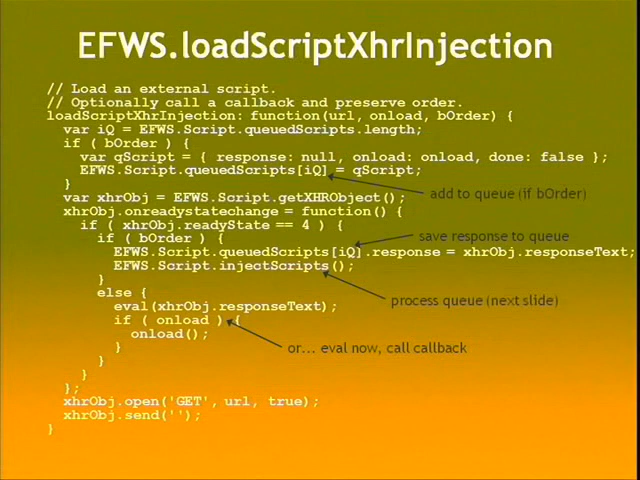 EFWS.loadScriptXhrInjection
// Load an external script.
// Optionally call a callback and preserve order.
loadScriptXhrInjection: function(url, onload, bOrder) {
var iQ = EFWS.Script.queuedScripts.length;
if ( bOrder ) {
var qScript = { response: null, onload: onload, done: false };
EFWS.Script.queuedScripts[iQ] = qScript;
}
add to queue (if bOrder)
var xhrObj = EFWS.Script.getXHRObject();
xhrObj.onreadystatechange = function() {
if ( xhrObj.readyState == 4 ) {
if ( bOrder ) {
save response to queue
EFWS.Script.queuedScripts[iQ].response = xhrObj.responseText;
EFWS.Script.injectScripts();
}
else {
process queue (next slide)
eval(xhrObj.responseText);
if ( onload ) {
onload();
}
or... eval now, call callback
}
}
};
xhrObj.open('GET', url, true);
xhrObj.send('');
}